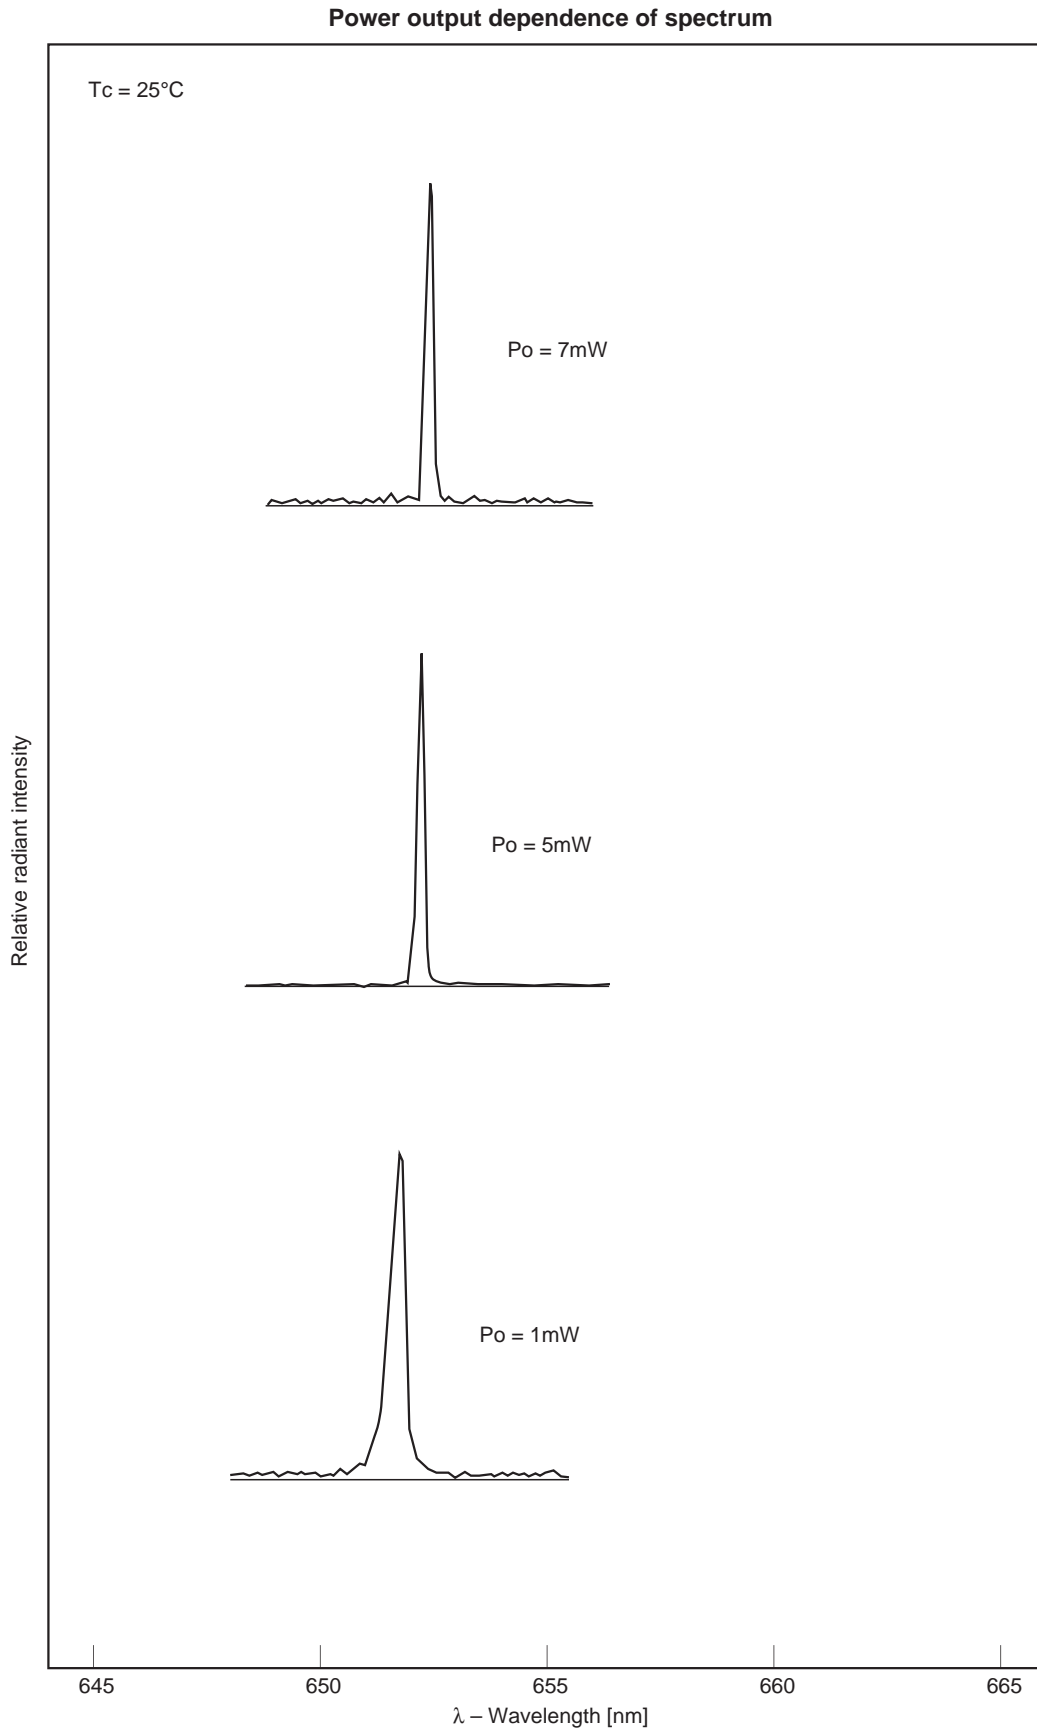 Power output dependence of spectrum
Tc = 25°C
Po = 7mW
Relative radiant intensity
Po = 5mW
Po = 1mW
645 650 655 660 665
λ – Wavelength [nm]